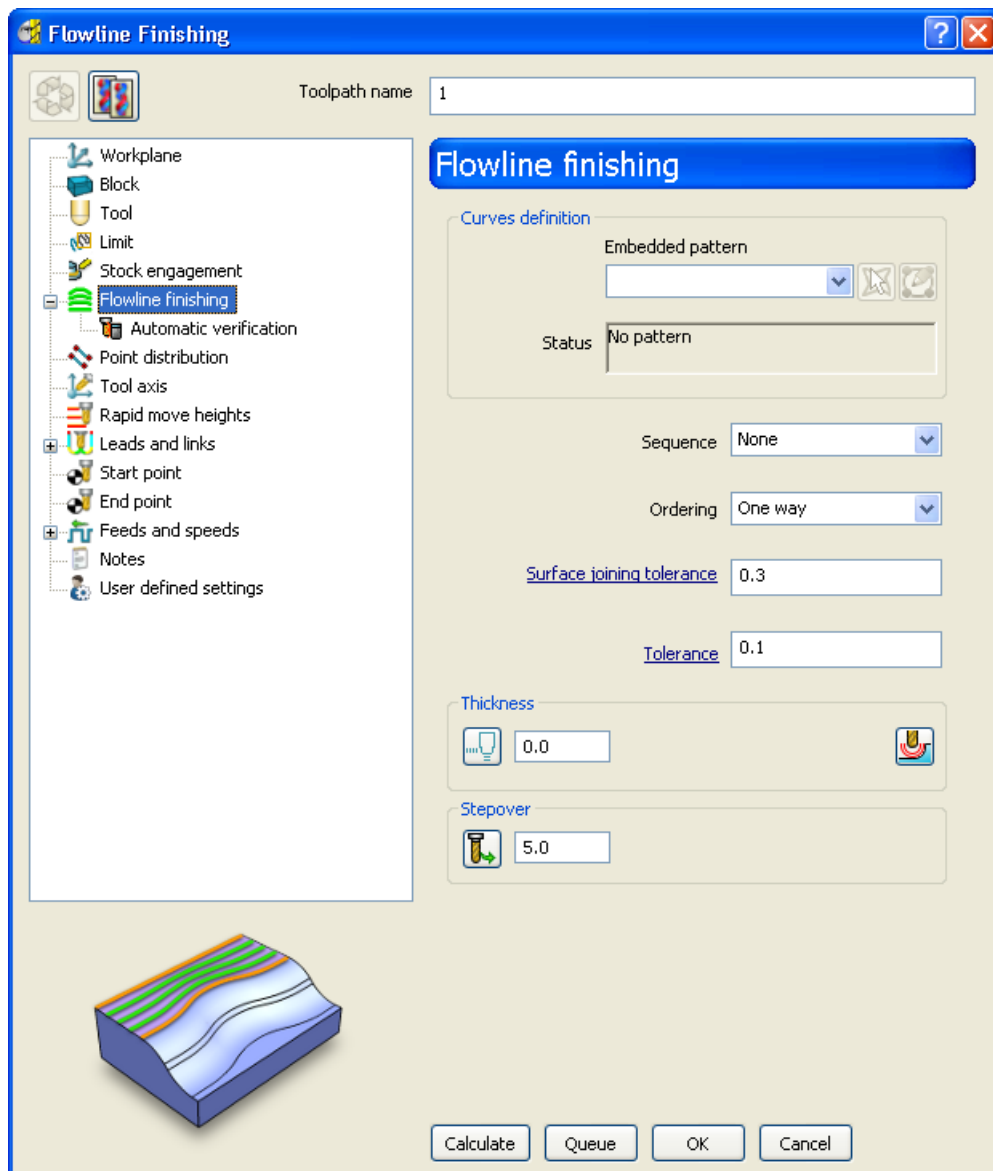 Flowline Finishing
Toolpath name
1
Workplane
Block
Tool
Limit
Stock engagement
Flowline finishing
Automatic verification
Point distribution
Tool axis
Rapid move heights
Leads and links
Start point
End point
Feeds and speeds
Notes
User defined settings
Flowline finishing
Curves definition
Embedded pattern
Status
No pattern
Sequence
None
Ordering
One way
Surface joining tolerance
0.3
Tolerance
0.1
Thickness
0.0
Stepover
5.0
Calculate
Queue
OK
Cancel